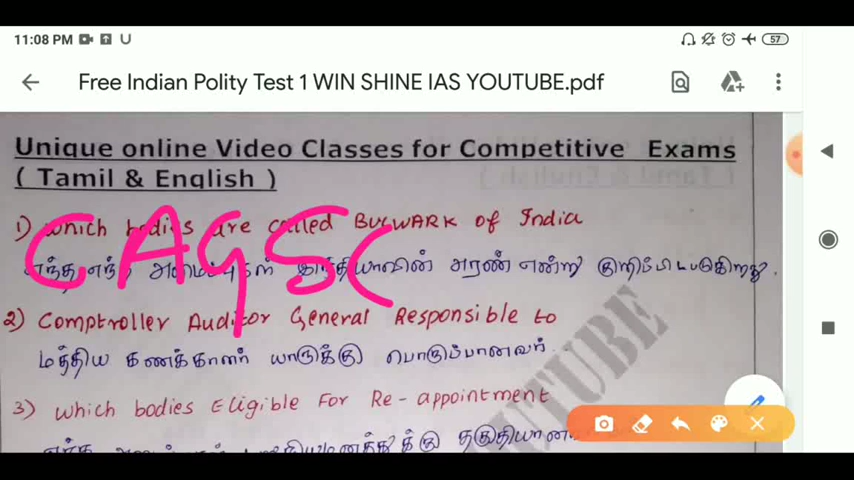 11:08 PM
57
Free Indian Polity Test 1 WIN SHINE IAS YOUTUBE.pdf
Unique online Video Classes for Competitive Exams
( Tamil & English )
1) Which bodies are called BULWARK of India
CAGSC
எந்த எந்த அமைப்புகள் இந்தியாவின் அரண் என்று குறிப்பிடபடுகிறது.
2) Comptroller Auditor General Responsible to
மத்திய கணக்காளர் யாருக்கு பொறுப்பானவர்.
3) Which bodies Eligible For Re-appointment
எந்த